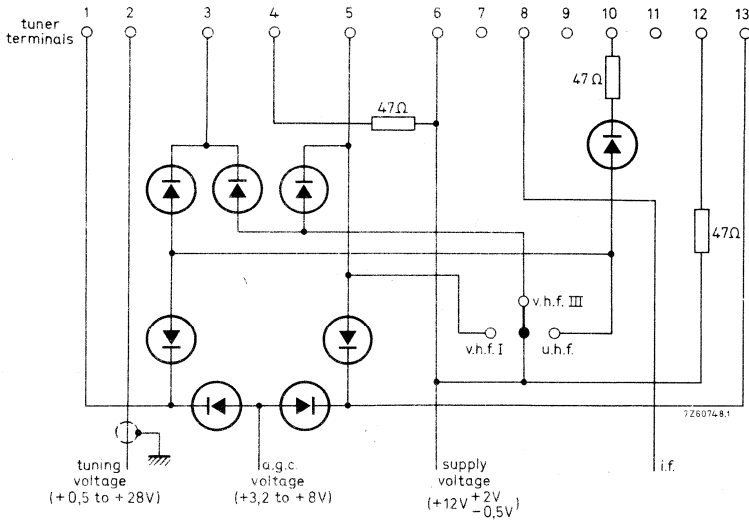 tuner
terminals
1 2 3 4 5 6 7 8 9 10 11 12 13
47Ω
47Ω
47Ω
v.h.f. III
v.h.f. I
u.h.f.
7Z60748.1
tuning
voltage
(+0,5 to +28V)
a.g.c.
voltage
(+3,2 to +8V)
supply
voltage
(+12V +2V -0,5V)
i.f.